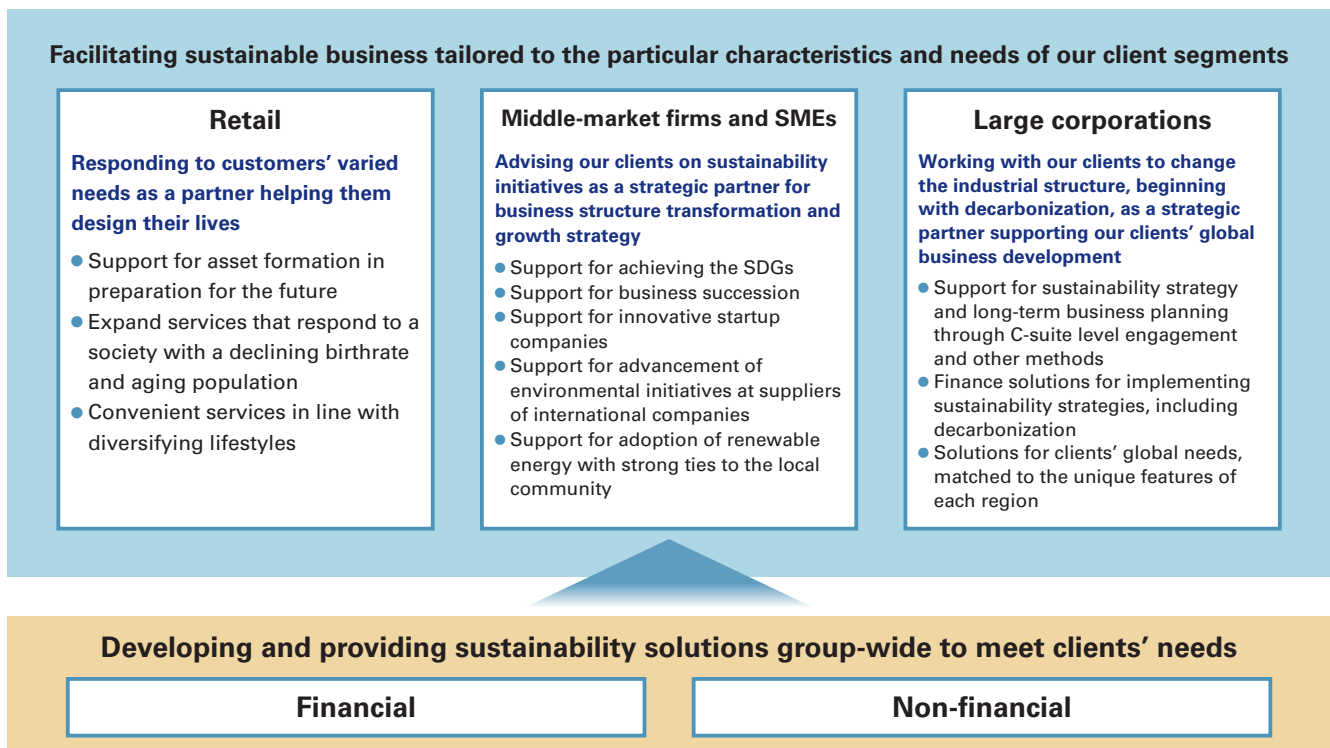 Facilitating sustainable business tailored to the particular characteristics and needs of our client segments
Retail
Responding to customers’ varied
needs as a partner helping them
design their lives
● Support for asset formation in
preparation for the future
● Expand services that respond to a
society with a declining birthrate
and aging population
● Convenient services in line with
diversifying lifestyles
Middle-market firms and SMEs
Advising our clients on sustainability
initiatives as a strategic partner for
business structure transformation and
growth strategy
● Support for achieving the SDGs
● Support for business succession
● Support for innovative startup
companies
● Support for advancement of
environmental initiatives at suppliers
of international companies
● Support for adoption of renewable
energy with strong ties to the local
community
Large corporations
Working with our clients to change
the industrial structure, beginning
with decarbonization, as a strategic
partner supporting our clients’ global
business development
● Support for sustainability strategy
and long-term business planning
through C-suite level engagement
and other methods
● Finance solutions for implementing
sustainability strategies, including
decarbonization
● Solutions for clients’ global needs,
matched to the unique features of
each region
Developing and providing sustainability solutions group-wide to meet clients’ needs
Financial
Non-financial